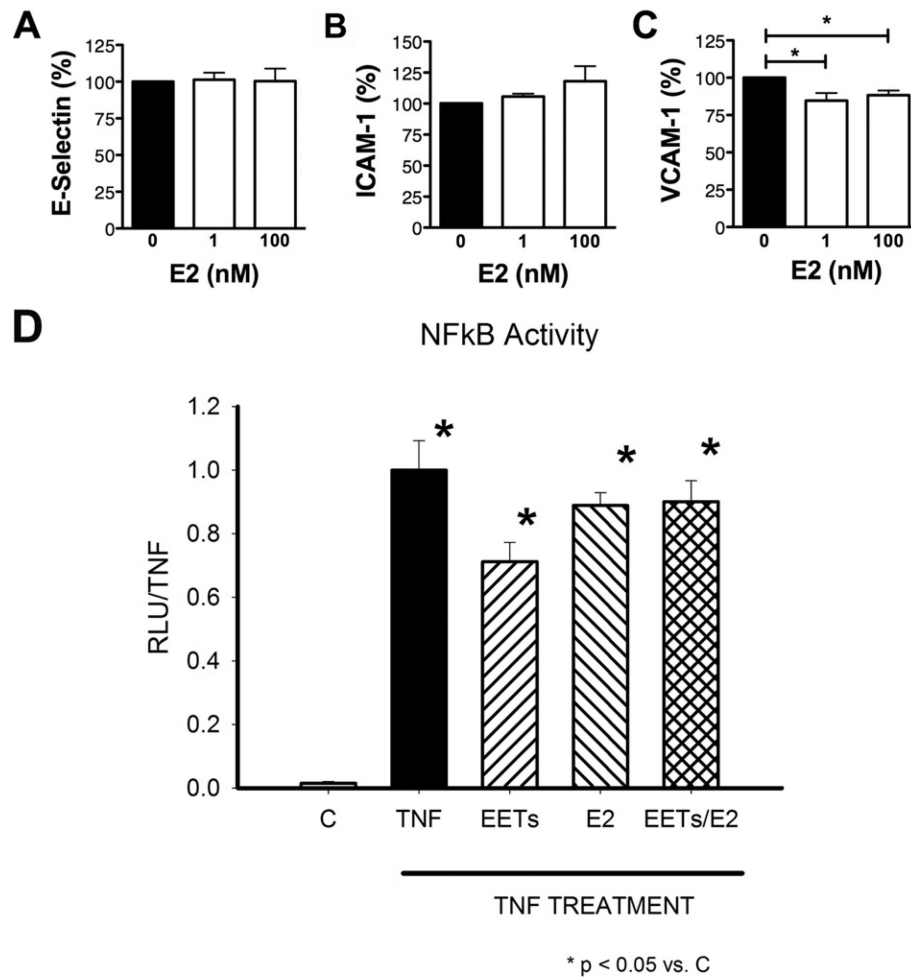 A
E-Selectin (%)
125
100
75
50
25
0
0 1 100
E2 (nM)
B
ICAM-1 (%)
150
125
100
75
50
25
0
0 1 100
E2 (nM)
C
VCAM-1 (%)
125
100
75
50
25
0
*
*
0 1 100
E2 (nM)
D
NFkB Activity
RLU/TNF
1.2
1.0
0.8
0.6
0.4
0.2
0.0
* * * *
C TNF EETs E2 EETs/E2
TNF TREATMENT
* p < 0.05 vs. C